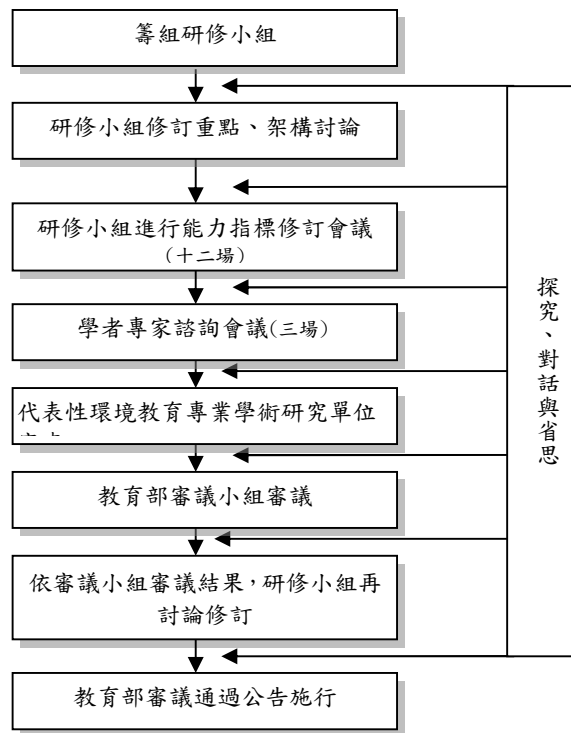 籌組研修小組
研修小組修訂重點、架構討論
研修小組進行能力指標修訂會議
(十二場)
學者專家諮詢會議(三場)
代表性環境教育專業學術研究單位
教育部審議小組審議
依審議小組審議結果，研修小組再
討論修訂
教育部審議通過公告施行
探究、對話與省思